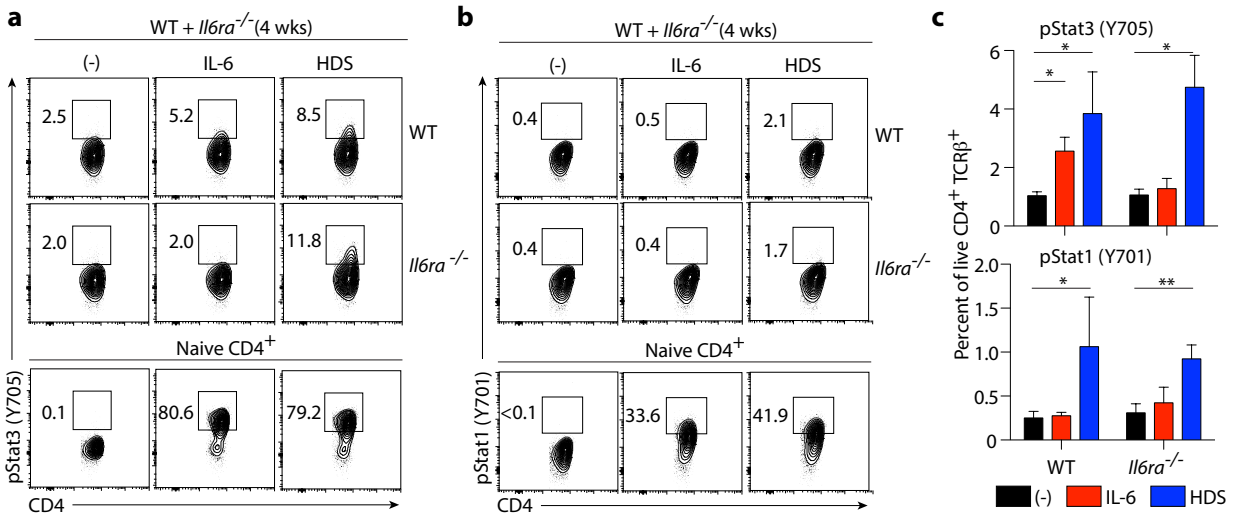 a
WT + Il6ra-/- (4 wks)
(-) IL-6 HDS
2.5 5.2 8.5 WT
2.0 2.0 11.8 Il6ra-/-
Naive CD4+
0.1 80.6 79.2
pStat3 (Y705)
CD4
b
WT + Il6ra-/- (4 wks)
(-) IL-6 HDS
0.4 0.5 2.1 WT
0.4 0.4 1.7 Il6ra-/-
Naive CD4+
<0.1 33.6 41.9
pStat1 (Y701)
CD4
c
pStat3 (Y705)
* * *
6
4
2
0
Percent of live CD4+ TCRβ+
pStat1 (Y701)
* **
2.0
1.5
1.0
0.5
0
WT Il6ra-/-
(-) IL-6 HDS